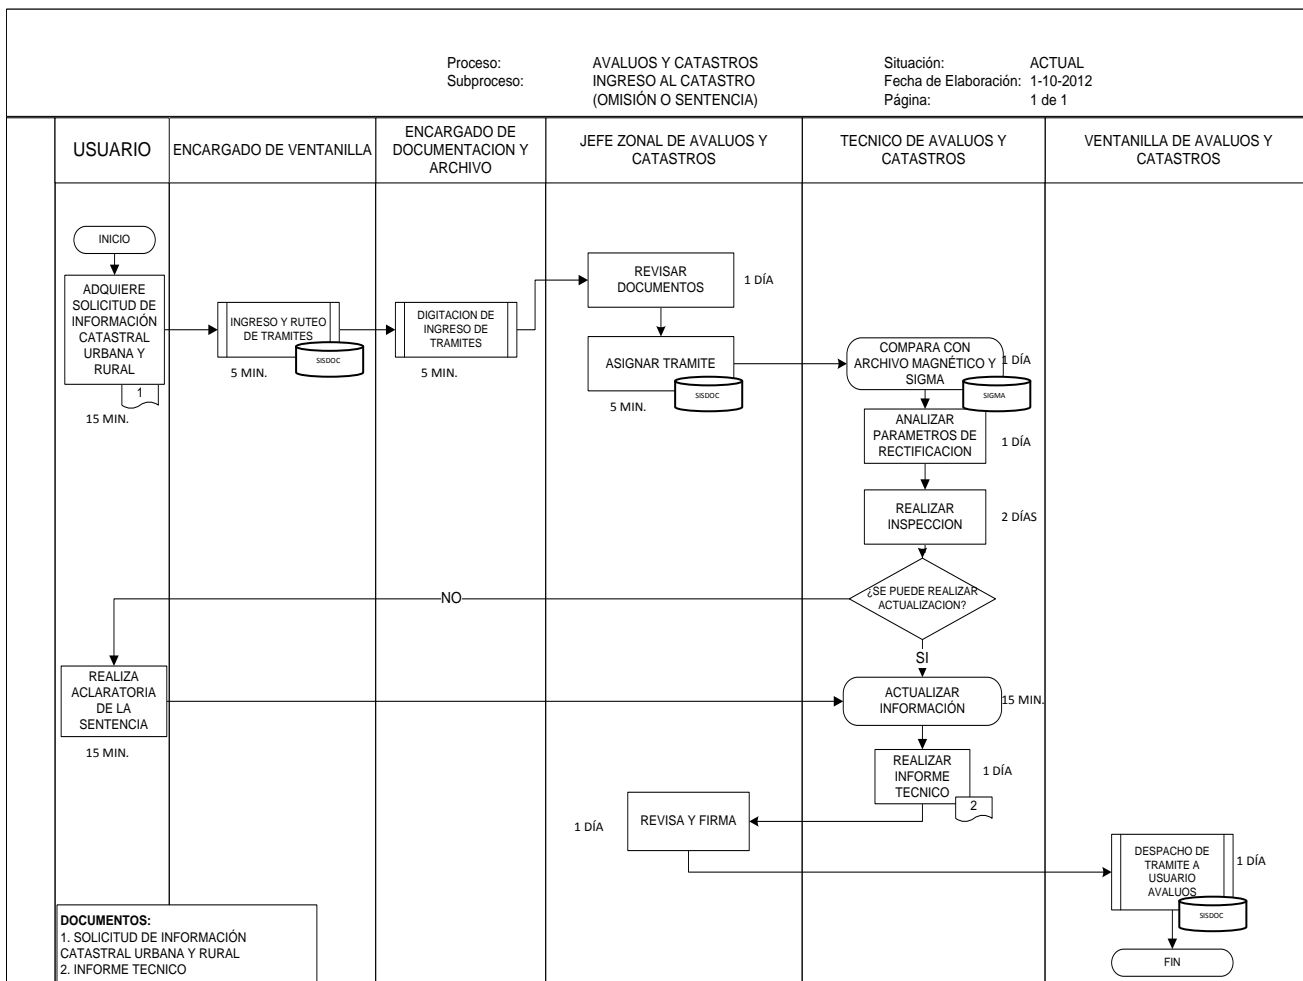 Proceso: AVALUOS Y CATASTROS
Subproceso: INGRESO AL CATASTRO
(OMISIÓN O SENTENCIA)
Situación: ACTUAL
Fecha de Elaboración: 1-10-2012
Página: 1 de 1
USUARIO
ENCARGADO DE VENTANILLA
ENCARGADO DE
DOCUMENTACION Y
ARCHIVO
JEFE ZONAL DE AVALUOS Y
CATASTROS
TECNICO DE AVALUOS Y
CATASTROS
VENTANILLA DE AVALUOS Y
CATASTROS
INICIO
ADQUIERE
SOLICITUD DE
INFORMACIÓN
CATASTRAL
URBANA Y
RURAL
1
15 MIN.
INGRESO Y RUTEO
DE TRAMITES
SISDOC
5 MIN.
DIGITACION DE
INGRESO DE
TRAMITES
5 MIN.
REVISAR
DOCUMENTOS
1 DÍA
ASIGNAR TRAMITE
SISDOC
5 MIN.
COMPARA CON
ARCHIVO MAGNÉTICO Y
SIGMA
1 DÍA
SIGMA
ANALIZAR
PARAMETROS DE
RECTIFICACION
1 DÍA
REALIZAR
INSPECCION
2 DÍAS
¿SE PUEDE REALIZAR
ACTUALIZACION?
NO
SI
REALIZA
ACLARATORIA
DE LA
SENTENCIA
15 MIN.
ACTUALIZAR
INFORMACIÓN
15 MIN.
REALIZAR
INFORME
TECNICO
2
1 DÍA
REVISA Y FIRMA
1 DÍA
DESPACHO DE
TRAMITE A
USUARIO
AVALUOS
1 DÍA
SISDOC
FIN
DOCUMENTOS:
1. SOLICITUD DE INFORMACIÓN
CATASTRAL URBANA Y RURAL
2. INFORME TECNICO